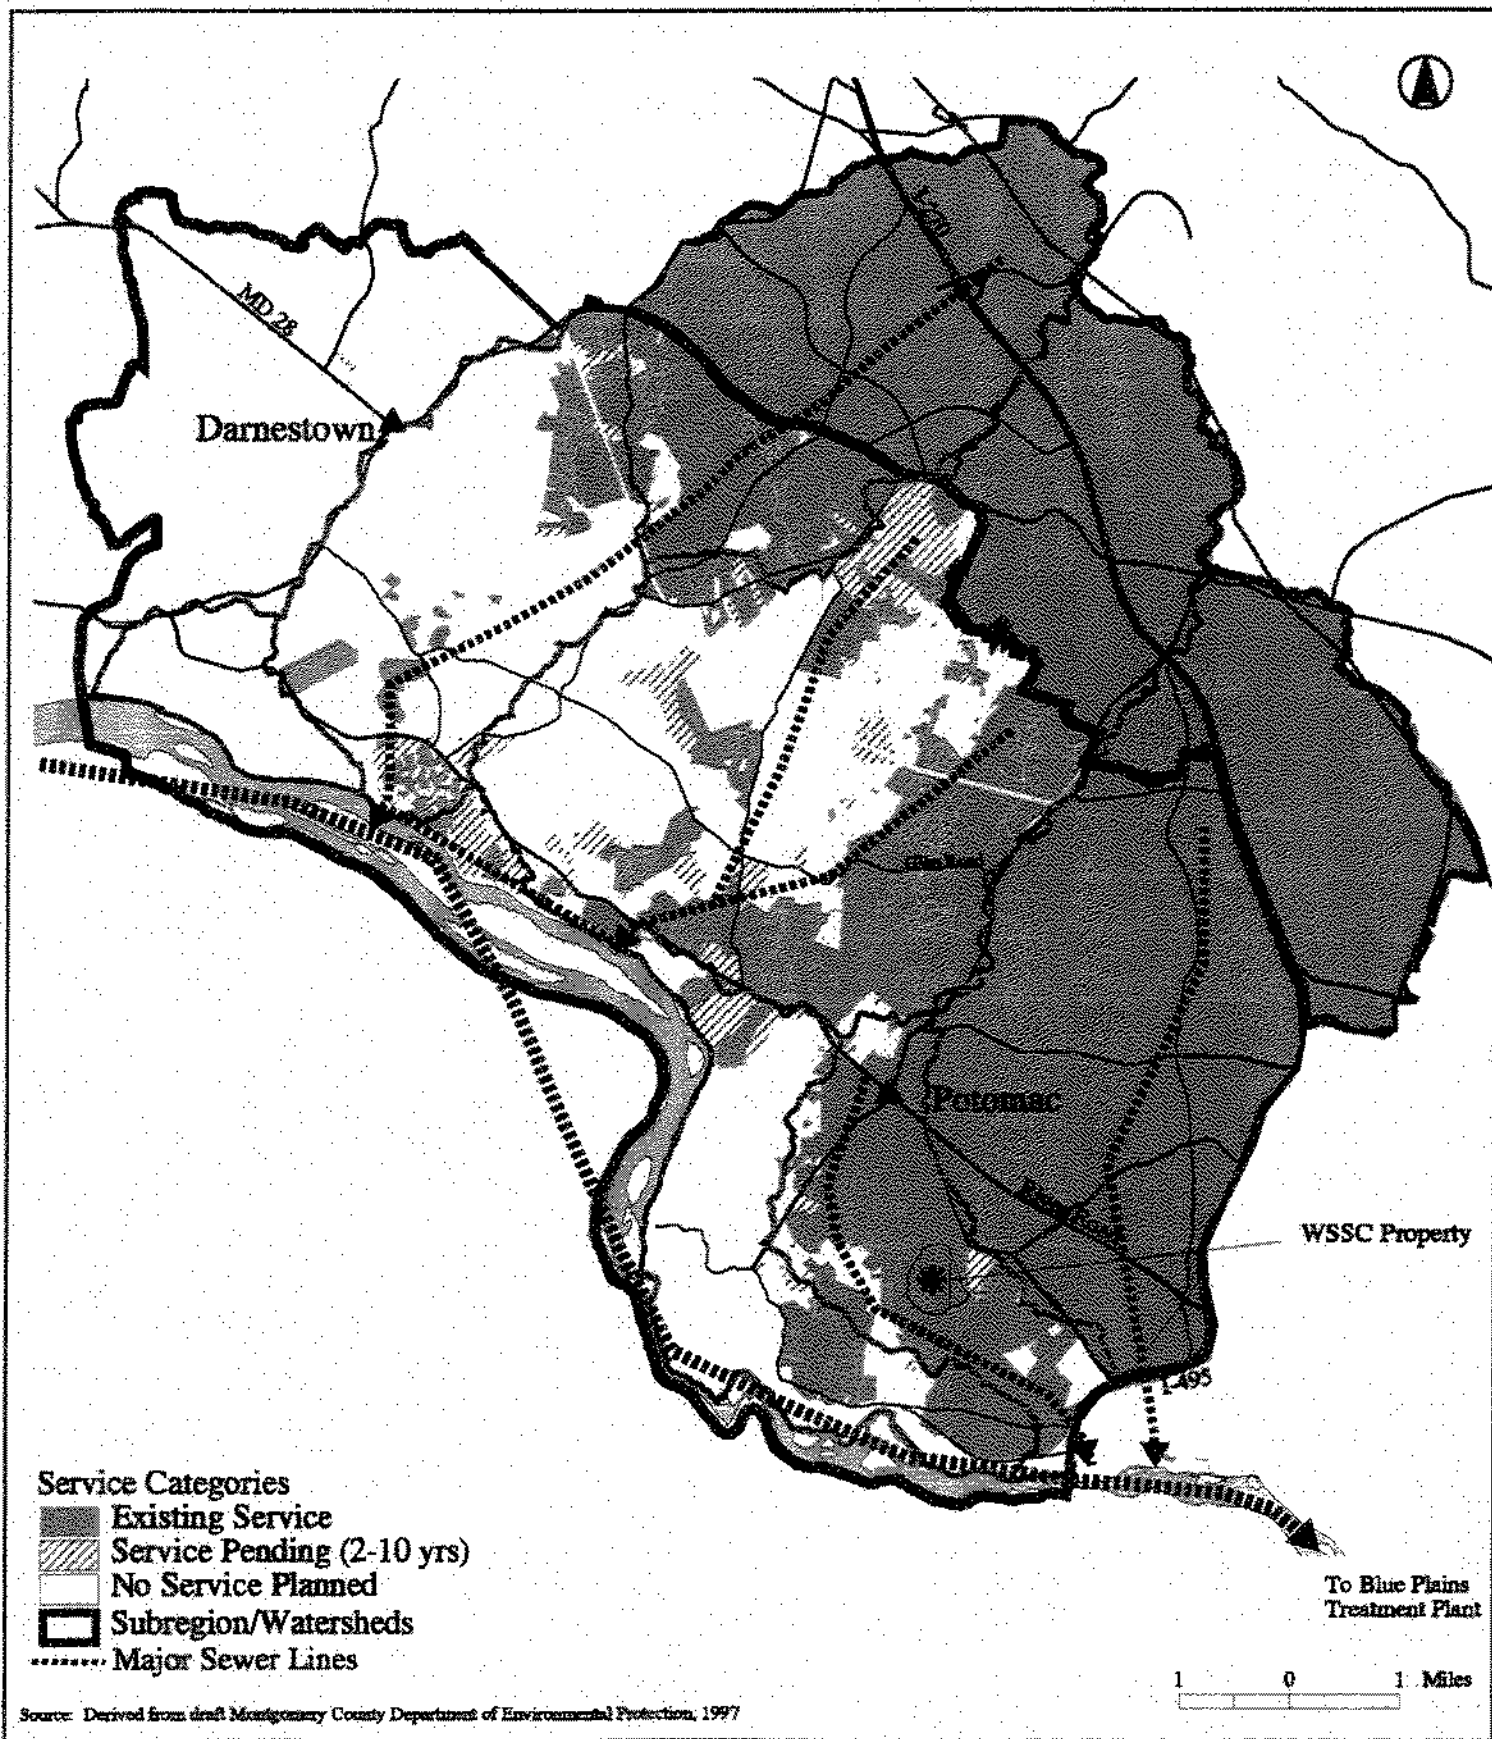 I-270
MD 28
Darnestown
Glen Road
Potomac
WSSC Property
I-495
Service Categories
Existing Service
Service Pending (2-10 yrs)
No Service Planned
Subregion/Watersheds
Major Sewer Lines
To Blue Plains
Treatment Plant
1 0 1 Miles
Source: Derived from draft Montgomery County Department of Environmental Protection, 1997